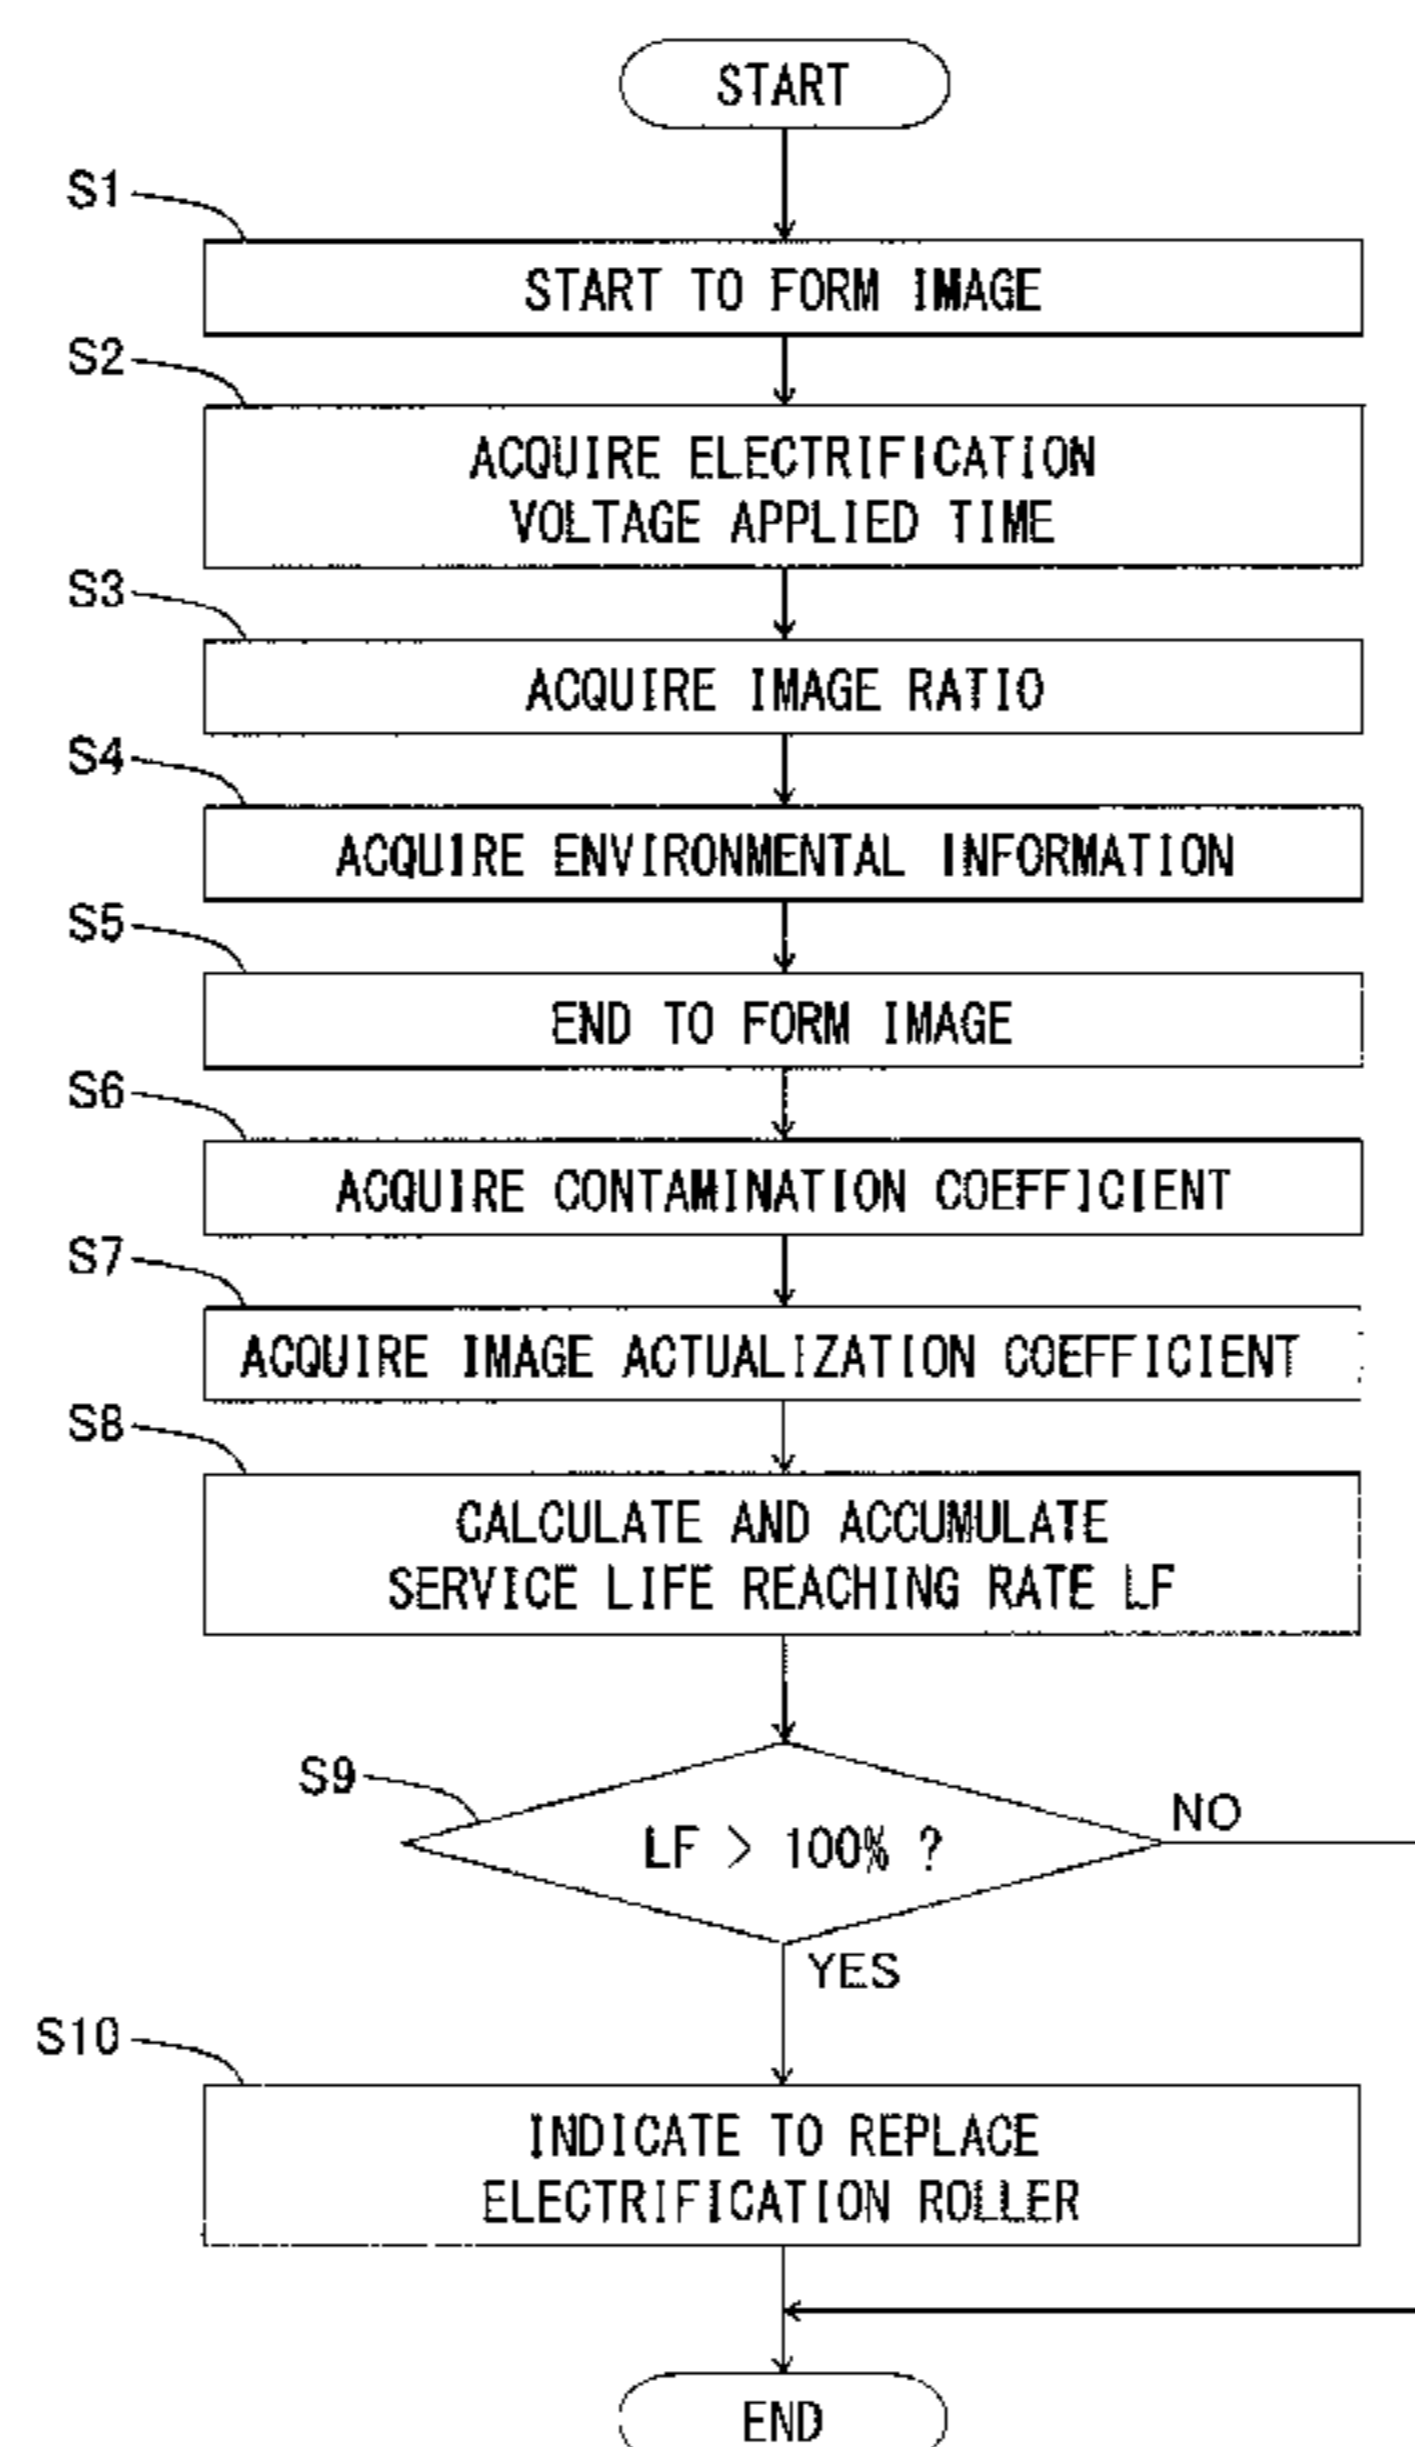 START
S1
START TO FORM IMAGE
S2
ACQUIRE ELECTRIFICATION
VOLTAGE APPLIED TIME
S3
ACQUIRE IMAGE RATIO
S4
ACQUIRE ENVIRONMENTAL INFORMATION
S5
END TO FORM IMAGE
S6
ACQUIRE CONTAMINATION COEFFICIENT
S7
ACQUIRE IMAGE ACTUALIZATION COEFFICIENT
S8
CALCULATE AND ACCUMULATE
SERVICE LIFE REACHING RATE LF
S9
LF > 100% ?
NO
YES
S10
INDICATE TO REPLACE
ELECTRIFICATION ROLLER
END